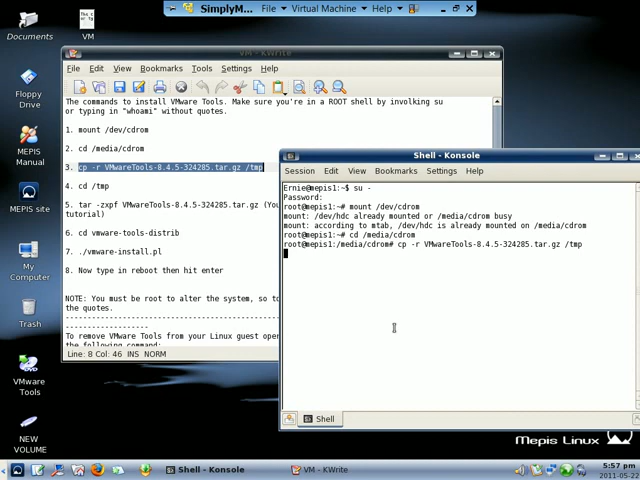 SimplyM...
File
Virtual Machine
Help
Documents
VM
VM - KWrite
File Edit View Bookmarks Tools Settings Help
The commands to install VMware Tools. Make sure you're in a ROOT shell by involking su
or typing in "whoami" without quotes.
1. mount /dev/cdrom
2. cd /media/cdrom
3. cp -r VMwareTools-8.4.5-324285.tar.gz /tmp
4. cd /tmp
5. tar -zxpf VMwareTools-8.4.5-324285.tar.gz (You
tutorial)
6. cd vmware-tools-distrib
7. ./vmware-install.pl
8. Now type in reboot then hit enter
NOTE: You must be root to alter the system, so to
the quotes.
To remove VMware Tools from your Linux guest open
the following command:
Line: 8 Col: 46 INS NORM
Floppy
Drive
MEPIS
Manual
MEPIS site
My
Computer
Trash
VMware
Tools
NEW
VOLUME
Shell - Konsole
Session Edit View Bookmarks Settings Help
Ernie@mepis1:~$ su -
Password:
root@mepis1:~# mount /dev/cdrom
mount: /dev/hdc already mounted or /media/cdrom busy
mount: according to mtab, /dev/hdc is already mounted on /media/cdrom
root@mepis1:~# cd /media/cdrom
root@mepis1:/media/cdrom# cp -r VMwareTools-8.4.5-324285.tar.gz /tmp
Shell
Mepis Linux
Shell - Konsole
VM - KWrite
5:57 pm
2011-05-22